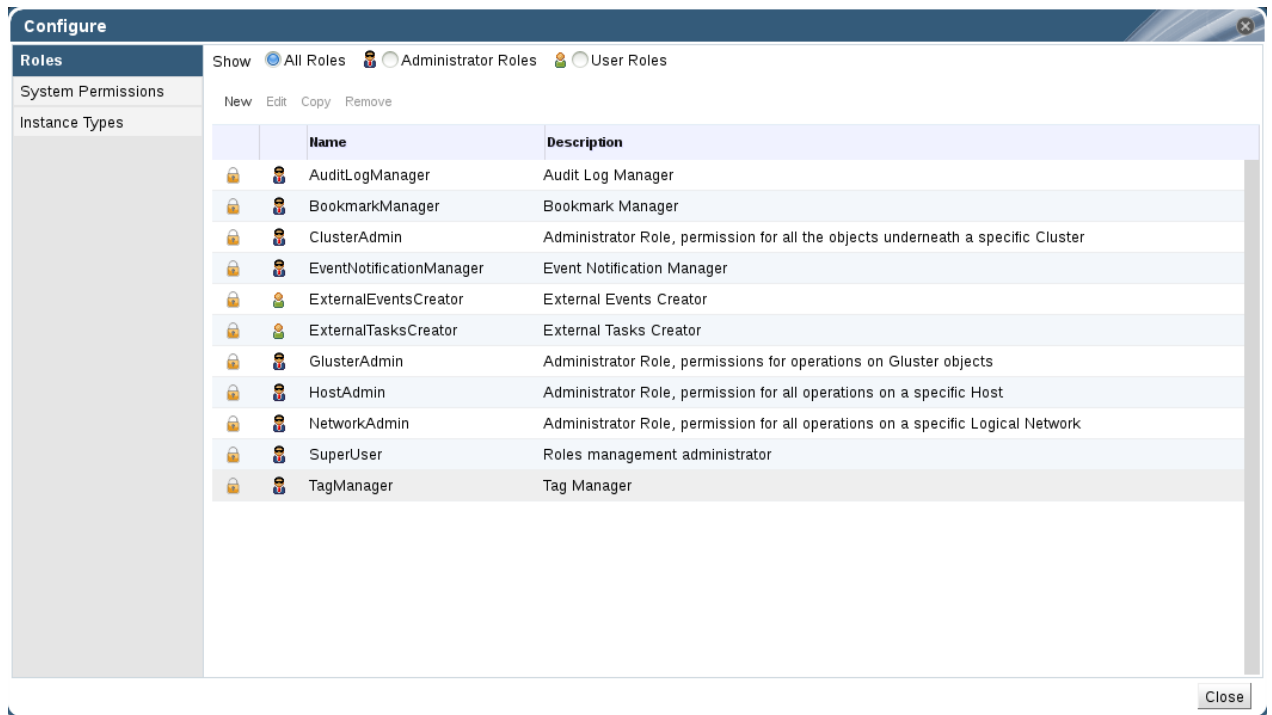 Configure
Roles
System Permissions
Instance Types
Show All Roles Administrator Roles User Roles
New Edit Copy Remove
Name Description
AuditLogManager Audit Log Manager
BookmarkManager Bookmark Manager
ClusterAdmin Administrator Role, permission for all the objects underneath a specific Cluster
EventNotificationManager Event Notification Manager
ExternalEventsCreator External Events Creator
ExternalTasksCreator External Tasks Creator
GlusterAdmin Administrator Role, permissions for operations on Gluster objects
HostAdmin Administrator Role, permission for all operations on a specific Host
NetworkAdmin Administrator Role, permission for all operations on a specific Logical Network
SuperUser Roles management administrator
TagManager Tag Manager
Close